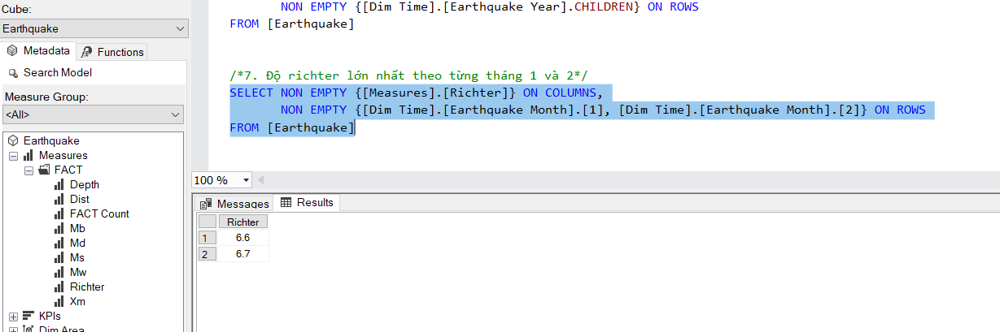 Cube:
Earthquake
Metadata
Functions
Search Model
Measure Group:
<All>
Earthquake
Measures
FACT
Depth
Dist
FACT Count
Mb
Md
Ms
Mw
Richter
Xm
KPIs
Dim Area
NON EMPTY {[Dim Time].[Earthquake Year].CHILDREN} ON ROWS
FROM [Earthquake]
/*7. Độ richter lớn nhất theo từng tháng 1 và 2*/
SELECT NON EMPTY {[Measures].[Richter]} ON COLUMNS,
NON EMPTY {[Dim Time].[Earthquake Month].[1], [Dim Time].[Earthquake Month].[2]} ON ROWS
FROM [Earthquake]
100 %
Messages
Results
Richter
1 6.6
2 6.7